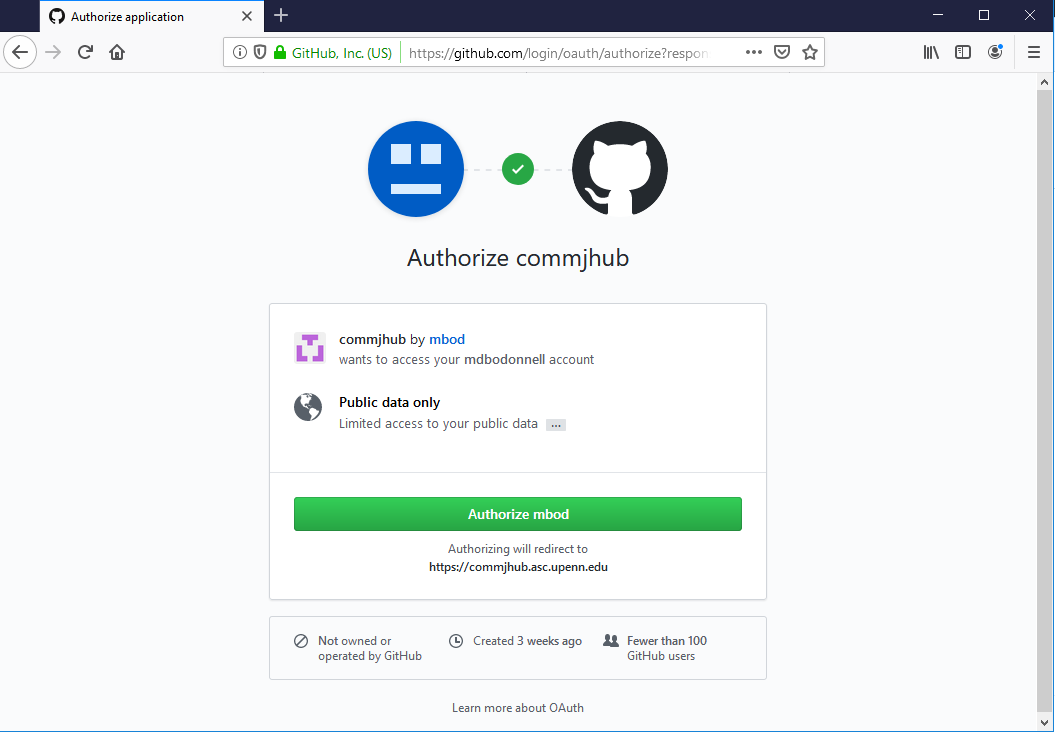 Authorize application
GitHub, Inc. (US)
https://github.com/login/oauth/authorize?respon
Authorize commjhub
commjhub by mbod
wants to access your mdbodonnell account
Public data only
Limited access to your public data ...
Authorize mbod
Authorizing will redirect to
https://commjhub.asc.upenn.edu
Not owned or
operated by GitHub
Created 3 weeks ago
Fewer than 100
GitHub users
Learn more about OAuth